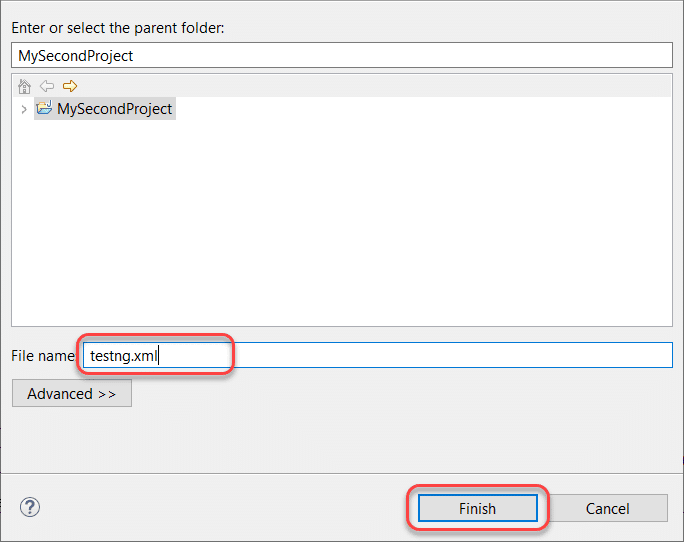 Enter or select the parent folder:
MySecondProject
MySecondProject
File name:
testng.xml
Advanced >>
Finish
Cancel